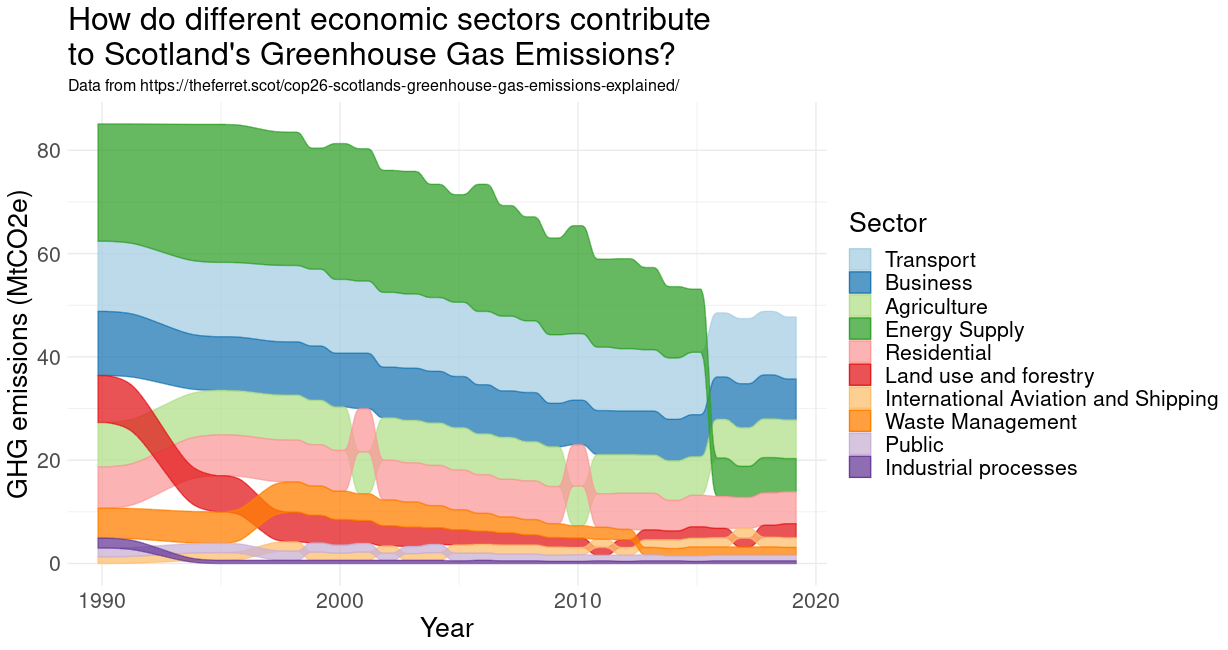 How do different economic sectors contribute
to Scotland's Greenhouse Gas Emissions?
Data from https://theferret.scot/cop26-scotlands-greenhouse-gas-emissions-explained/
GHG emissions (MtCO2e)
80
60
40
20
0
1990
2000
2010
2020
Year
Sector
Transport
Business
Agriculture
Energy Supply
Residential
Land use and forestry
International Aviation and Shipping
Waste Management
Public
Industrial processes